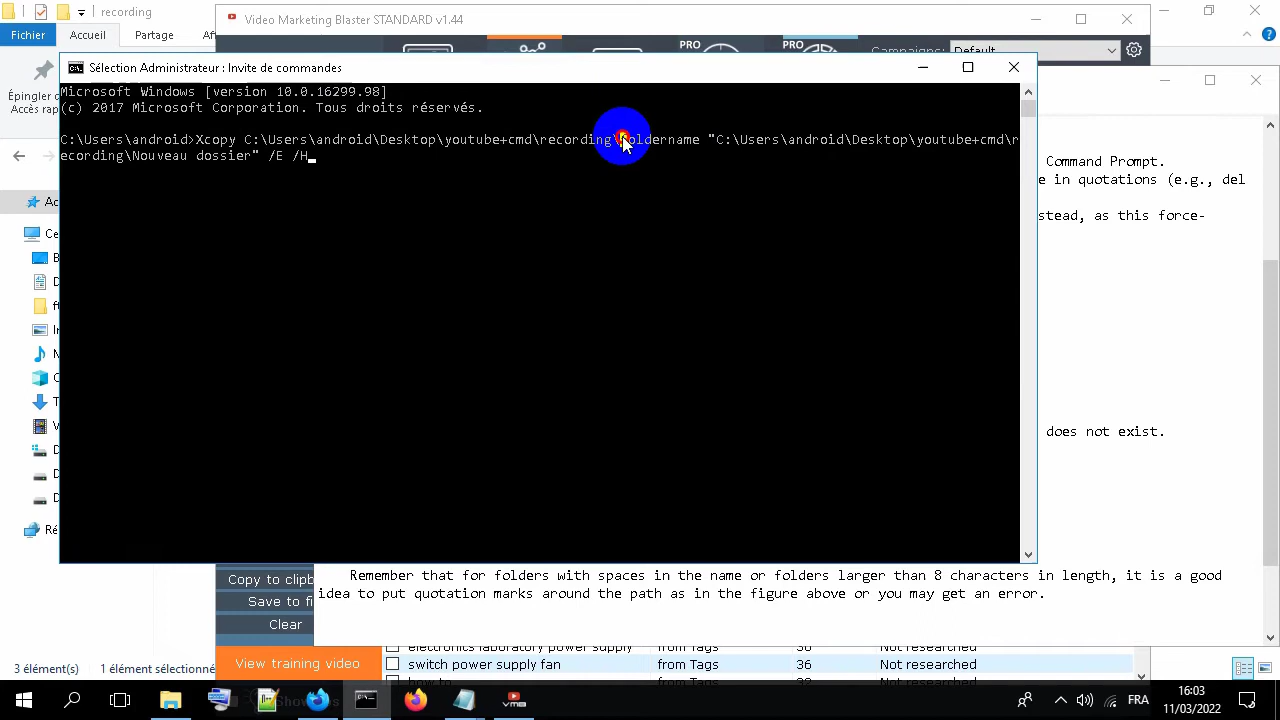 recording
Video Marketing Blaster STANDARD v1.44
Fichier
Accueil
Partage
PRO
PRO
Campaigns:
Default
Sélection Administrateur : Invite de commandes
Épingler
Accès rap
Microsoft Windows [version 10.0.16299.98]
(C) 2017 Microsoft Corporation. Tous droits réservés.
C:\Users\android>Xcopy C:\Users\android\Desktop\youtube+cmd\recording\foldername "C:\Users\android\Desktop\youtube+cmd\r
ecording\Nouveau dossier" /E /H
Command Prompt.
e in quotations (e.g., del
stead, as this force-
does not exist.
Copy to clipb
Save to fi
Clear
View training video
Remember that for folders with spaces in the name or folders larger than 8 characters in length, it is a good
idea to put quotation marks around the path as in the figure above or you may get an error.
electronics laboratory power supply
from Tags
36
Not researched
switch power supply fan
from Tags
36
Not researched
3 élément(s)
1 élément sélectionné
FRA
16:03
11/03/2022